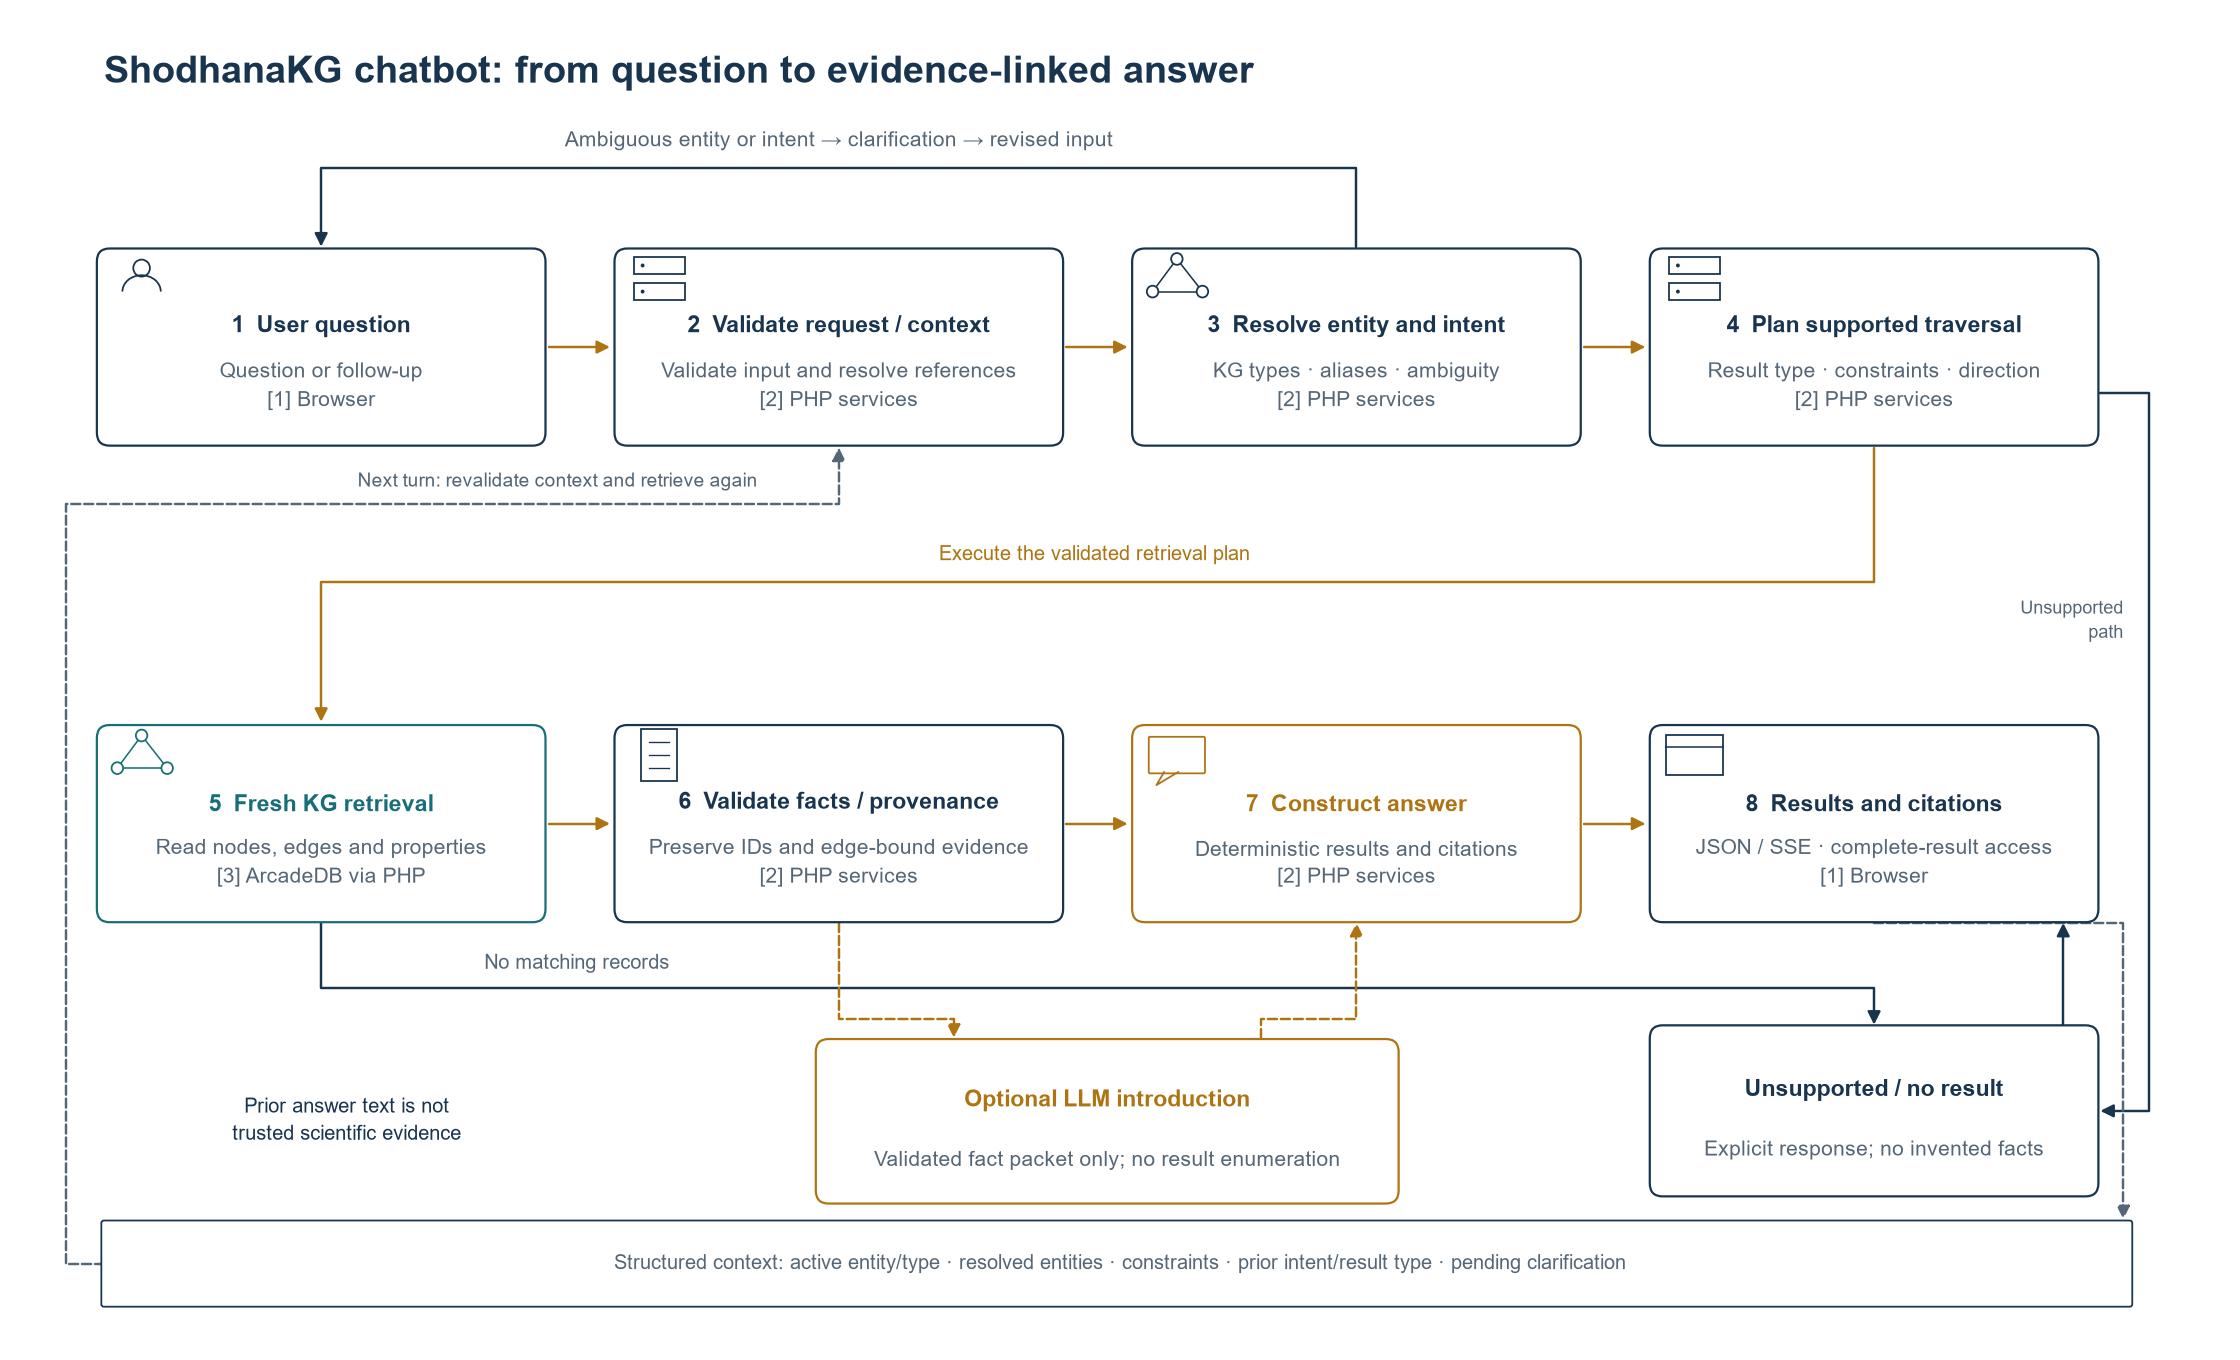 ShodhanaKG chatbot: from question to evidence-linked answer
Ambiguous entity or intent → clarification → revised input
1 User question
Question or follow-up
[1] Browser
2 Validate request / context
Validate input and resolve references
[2] PHP services
3 Resolve entity and intent
KG types · aliases · ambiguity
[2] PHP services
4 Plan supported traversal
Result type · constraints · direction
[2] PHP services
Next turn: revalidate context and retrieve again
Execute the validated retrieval plan
Unsupported
path
5 Fresh KG retrieval
Read nodes, edges and properties
[3] ArcadeDB via PHP
6 Validate facts / provenance
Preserve IDs and edge-bound evidence
[2] PHP services
7 Construct answer
Deterministic results and citations
[2] PHP services
8 Results and citations
JSON / SSE · complete-result access
[1] Browser
No matching records
Prior answer text is not
trusted scientific evidence
Optional LLM introduction
Validated fact packet only; no result enumeration
Unsupported / no result
Explicit response; no invented facts
Structured context: active entity/type · resolved entities · constraints · prior intent/result type · pending clarification